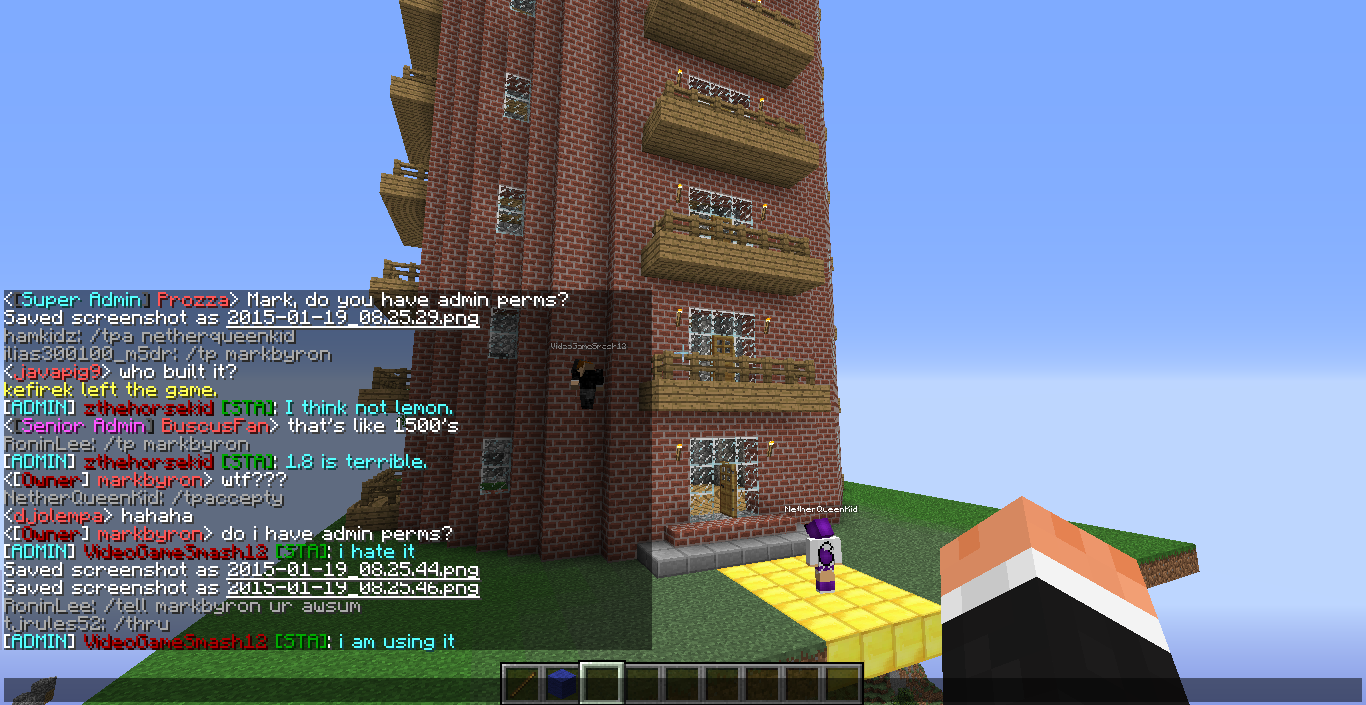 <[Super Admin] Prozza> Mark, do you have admin perms?
Saved screenshot as 2015-01-19_08.25.29.png
hamkidz: /tpa netherqueenkid
ilias300100_m5dr: /tp markbyron
<javapig9> who built it?
kefirek left the game.
[ADMIN] zthehorsekid [STA]: I think not lemon.
<[Senior Admin] BuscusFan> that's like 1500's
RoninLee: /tp markbyron
[ADMIN] zthehorsekid [STA]: 1.8 is terrible.
<[Owner] markbyron> wtf???
NetherQueenKid: /tpaccepty
<djolempa> hahaha
<[Owner] markbyron> do i have admin perms?
[ADMIN] VideoGameSmash12 [STA]: i hate it
Saved screenshot as 2015-01-19_08.25.44.png
Saved screenshot as 2015-01-19_08.25.46.png
RoninLee: /tell markbyron ur awsum
tjrules52: /thru
[ADMIN] VideoGameSmash12 [STA]: i am using it
VideoGameSmash12
NetherQueenKid